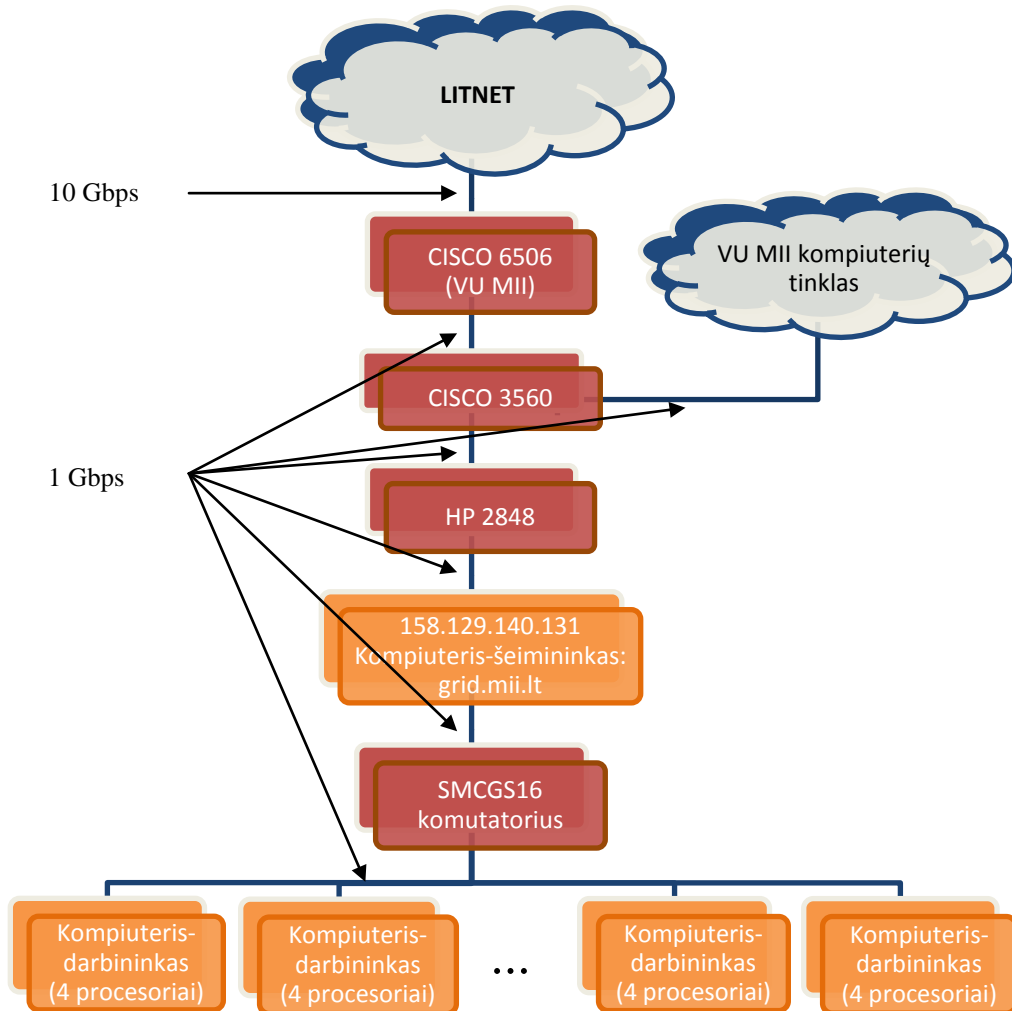 LITNET
10 Gbps
CISCO 6506
(VU MII)
VU MII kompiuterių
tinklas
CISCO 3560
1 Gbps
HP 2848
158.129.140.131
Kompiuteris-šeimininkas:
grid.mii.lt
SMCGS16
komutatorius
Kompiuteris-
darbininkas
(4 procesoriai)
Kompiuteris-
darbininkas
(4 procesoriai)
...
Kompiuteris-
darbininkas
(4 procesoriai)
Kompiuteris-
darbininkas
(4 procesoriai)